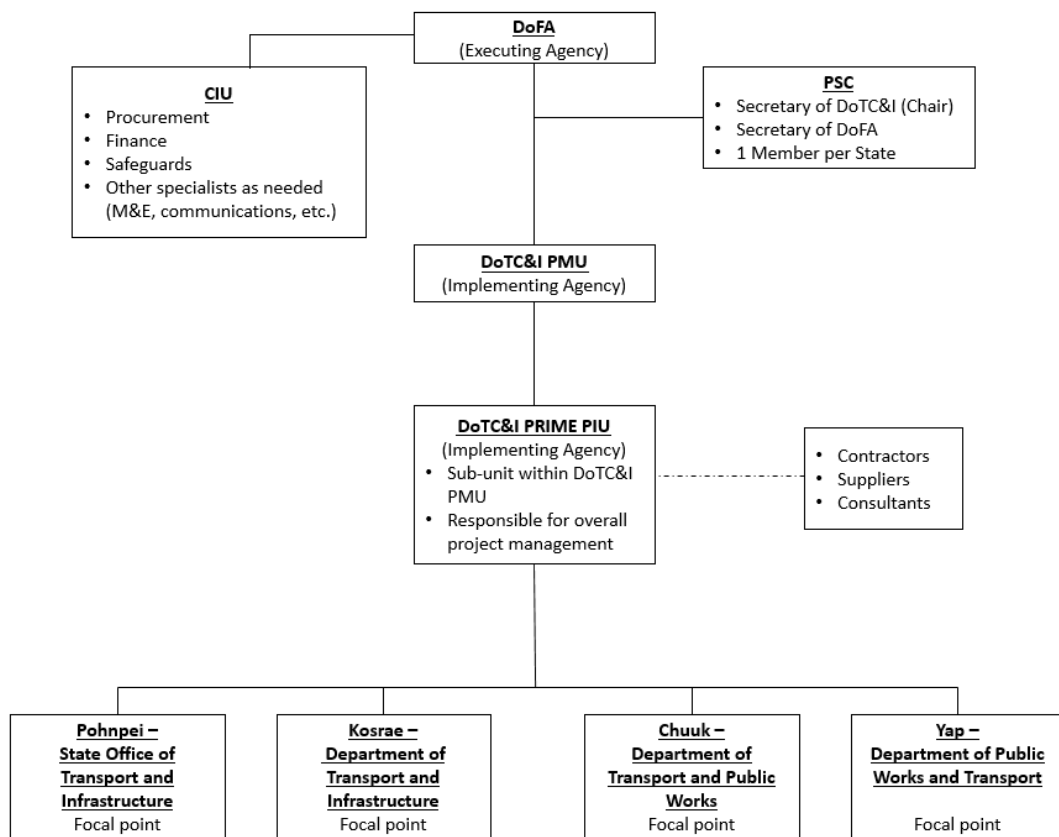 DoFA
(Executing Agency)
CIU
• Procurement
• Finance
• Safeguards
• Other specialists as needed
(M&E, communications, etc.)
PSC
• Secretary of DoTC&I (Chair)
• Secretary of DoFA
• 1 Member per State
DoTC&I PMU
(Implementing Agency)
DoTC&I PRIME PIU
(Implementing Agency)
• Sub-unit within DoTC&I
PMU
• Responsible for overall
project management
• Contractors
• Suppliers
• Consultants
Pohnpei –
State Office of
Transport and
Infrastructure
Focal point
Kosrae –
Department of
Transport and
Infrastructure
Focal point
Chuuk –
Department of
Transport and Public
Works
Focal point
Yap –
Department of Public
Works and Transport
Focal point